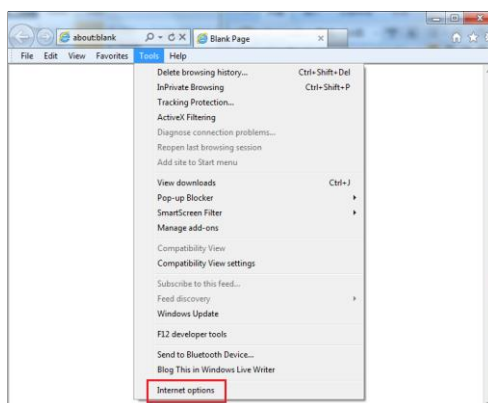 about:blank
Blank Page
File Edit View Favorites Tools Help
Delete browsing history... Ctrl+Shift+Del
InPrivate Browsing Ctrl+Shift+P
Tracking Protection...
ActiveX Filtering
Diagnose connection problems...
Reopen last browsing session
Add site to Start menu
View downloads Ctrl+J
Pop-up Blocker
SmartScreen Filter
Manage add-ons
Compatibility View
Compatibility View settings
Subscribe to this feed...
Feed discovery
Windows Update
F12 developer tools
Send to Bluetooth Device...
Blog This in Windows Live Writer
Internet options